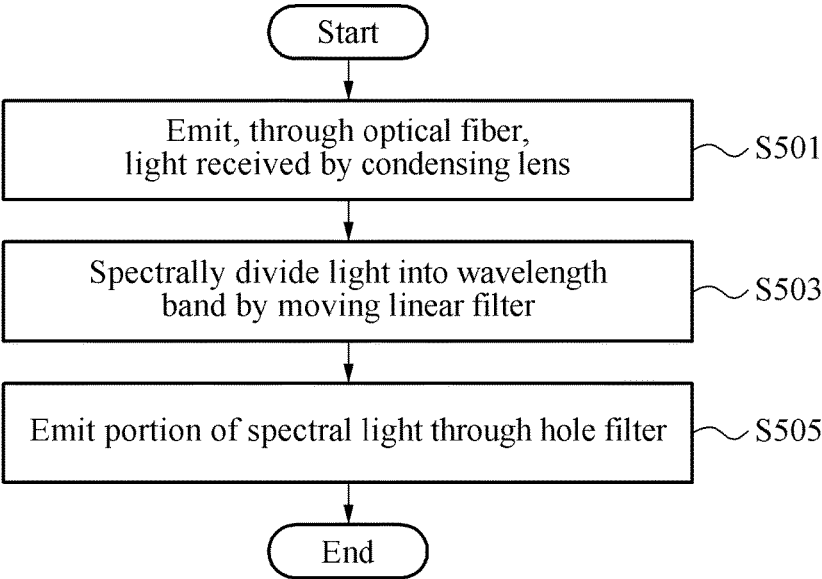 Start
Emit, through optical fiber,
light received by condensing lens
S501
Spectrally divide light into wavelength
band by moving linear filter
S503
Emit portion of spectral light through hole filter
S505
End